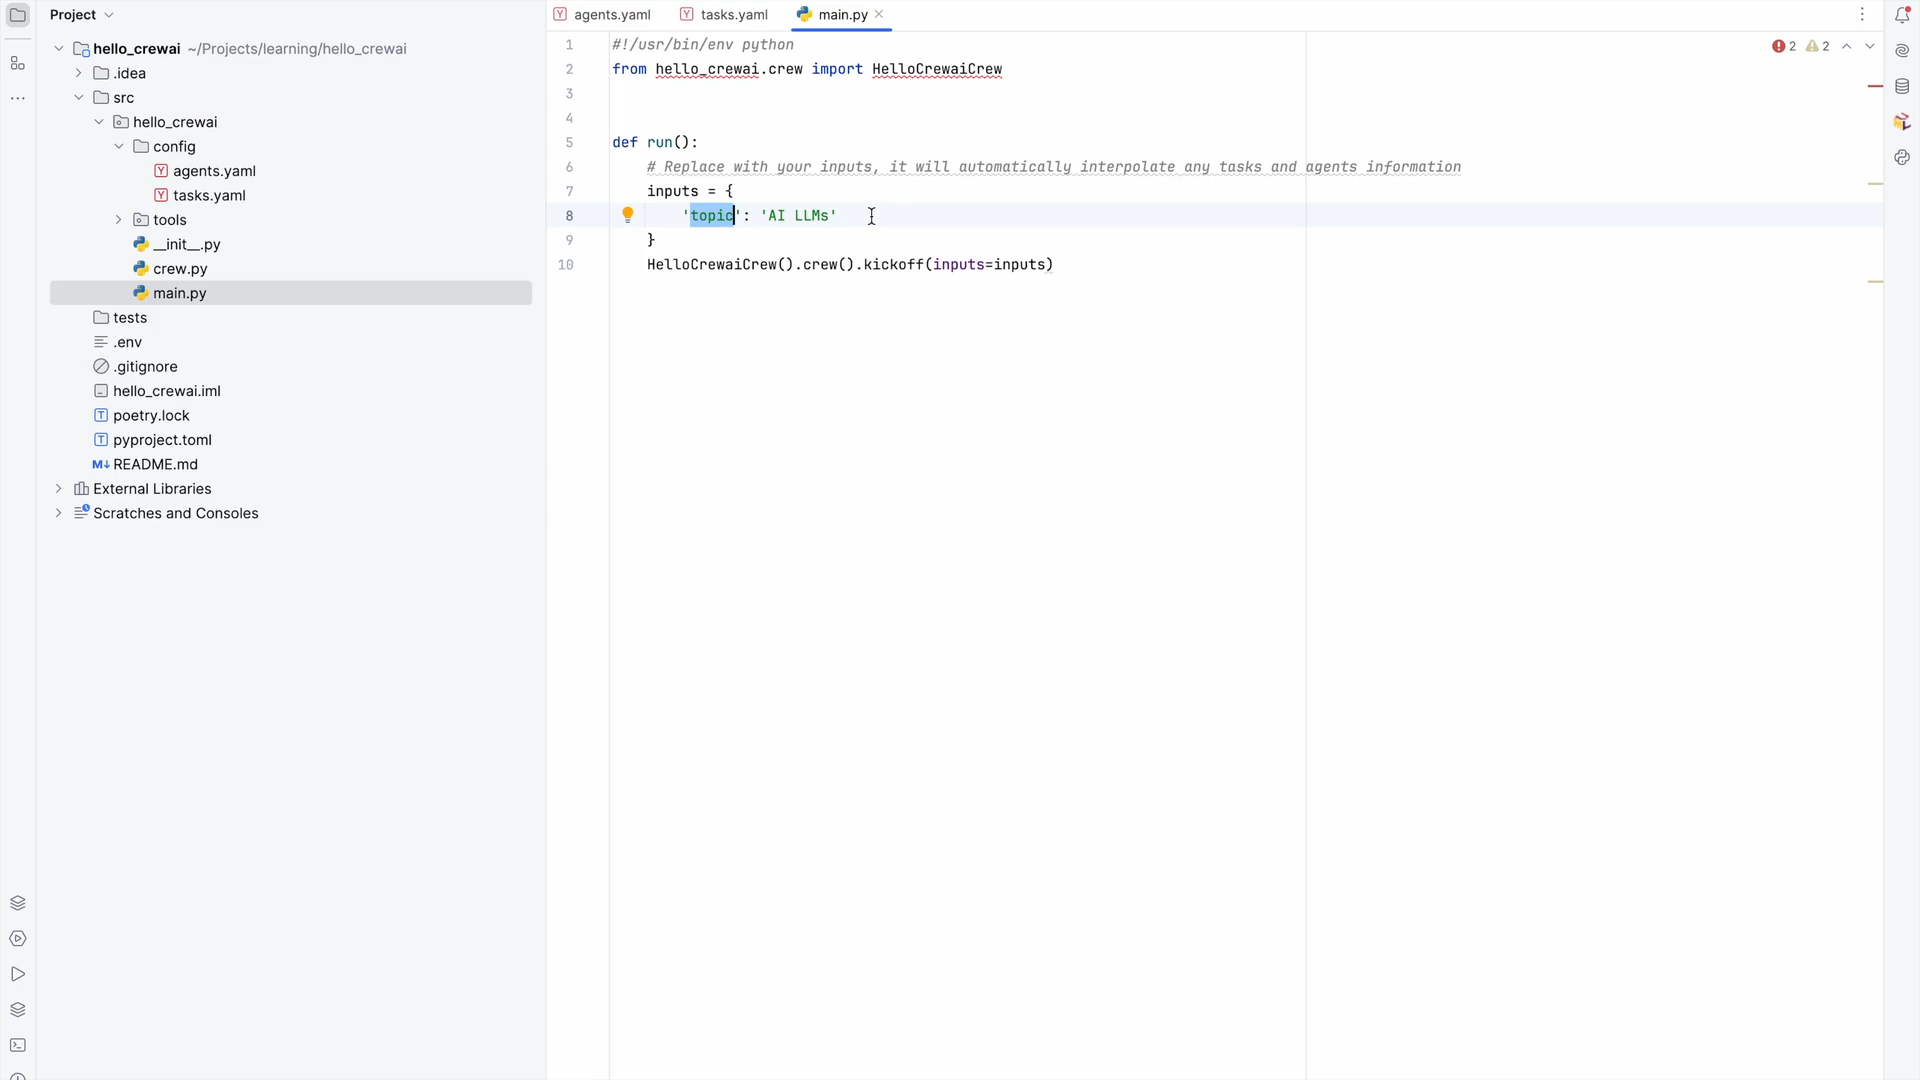 Project
hello_crewai ~/Projects/learning/hello_crewai
.idea
src
hello_crewai
config
agents.yaml
tasks.yaml
tools
__init__.py
crew.py
main.py
tests
.env
.gitignore
hello_crewai.iml
poetry.lock
pyproject.toml
README.md
External Libraries
Scratches and Consoles
agents.yaml tasks.yaml main.py
2 2
1 #!/usr/bin/env python
2 from hello_crewai.crew import HelloCrewaiCrew
3
4
5 def run():
6 # Replace with your inputs, it will automatically interpolate any tasks and agents information
7 inputs = {
8 'topic': 'AI LLMs'
9 }
10 HelloCrewaiCrew().crew().kickoff(inputs=inputs)